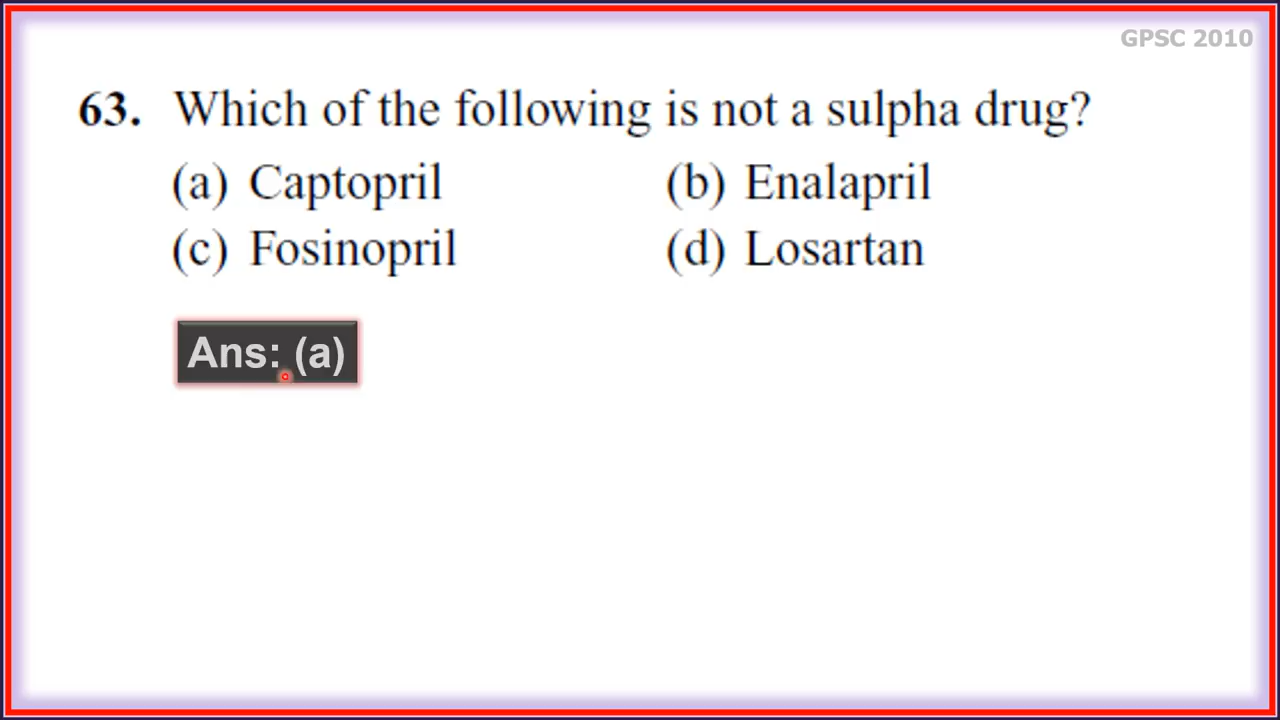 GPSC 2010
63. Which of the following is not a sulpha drug?
(a) Captopril (b) Enalapril
(c) Fosinopril (d) Losartan
Ans: (a)